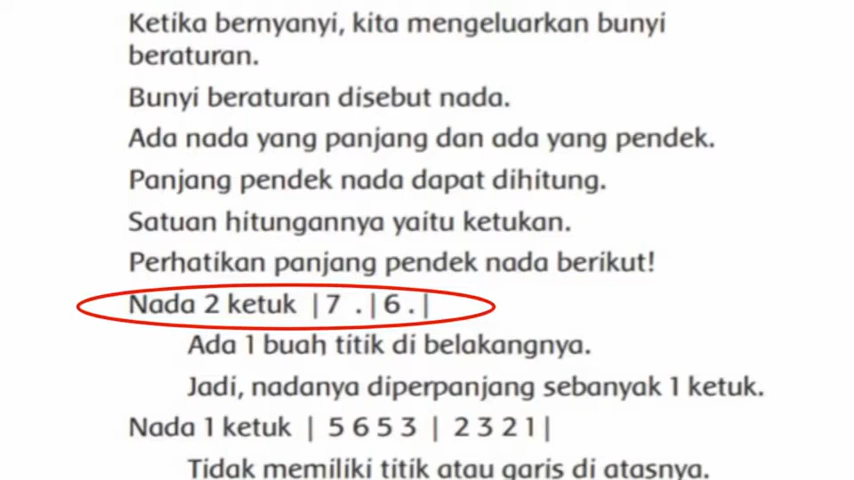 Ketika bernyanyi, kita mengeluarkan bunyi
beraturan.
Bunyi beraturan disebut nada.
Ada nada yang panjang dan ada yang pendek.
Panjang pendek nada dapat dihitung.
Satuan hitungannya yaitu ketukan.
Perhatikan panjang pendek nada berikut!
Nada 2 ketuk |7 .|6 .|
Ada 1 buah titik di belakangnya.
Jadi, nadanya diperpanjang sebanyak 1 ketuk.
Nada 1 ketuk | 5 6 5 3 | 2 3 2 1|
Tidak memiliki titik atau garis di atasnya.